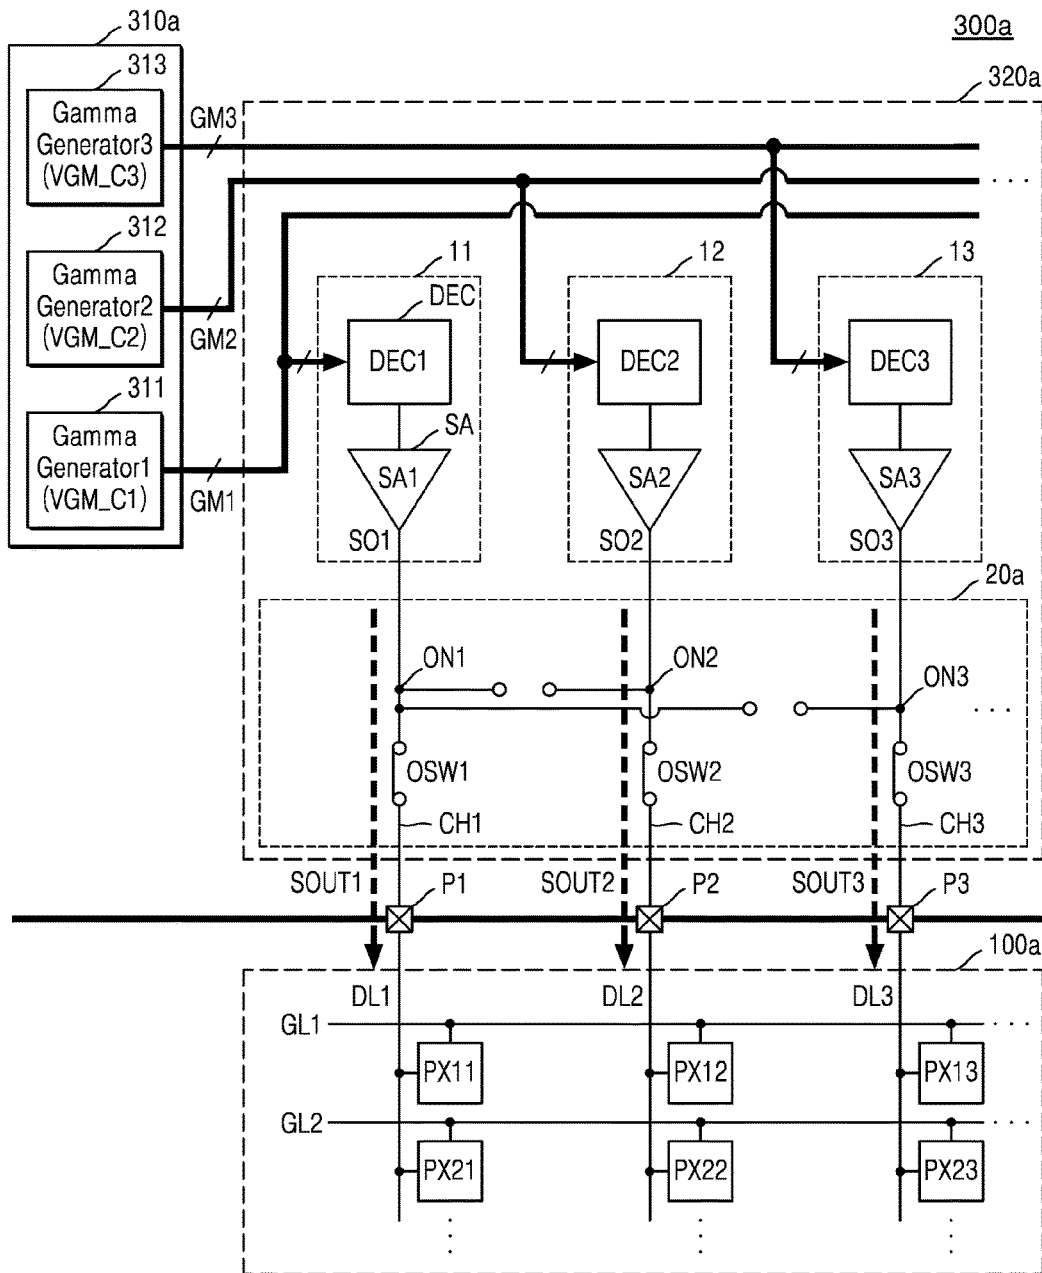 310a
300a
313
320a
Gamma
Generator3
(VGM_C3)
GM3
. . .
312
Gamma
Generator2
(VGM_C2)
GM2
11
12
13
DEC
DEC1
DEC2
DEC3
311
Gamma
Generator1
(VGM_C1)
GM1
SA
SA1
SA2
SA3
SO1
SO2
SO3
20a
ON1
ON2
ON3
. . .
OSW1
OSW2
OSW3
CH1
CH2
CH3
SOUT1
P1
SOUT2
P2
SOUT3
P3
100a
DL1
DL2
DL3
GL1
. . .
PX11
PX12
PX13
GL2
. . .
PX21
PX22
PX23